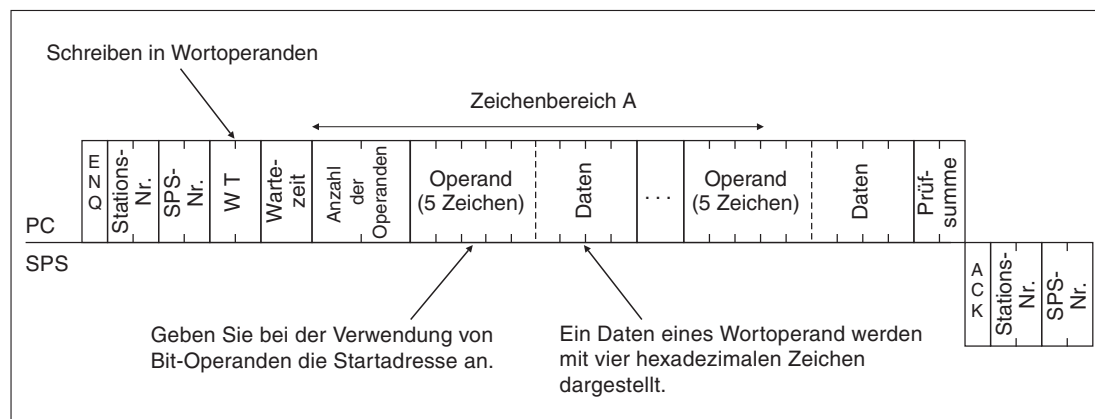 Schreiben in Wortoperanden
Zeichenbereich A
ENQ
Stations-
Nr.
SPS-
Nr.
W T
Warte-
zeit
Anzahl
der
Operanden
Operand
(5 Zeichen)
Daten
. . .
Operand
(5 Zeichen)
Daten
Prüf-
summe
PC
SPS
ACK
Stations-
Nr.
SPS-
Nr.
Geben Sie bei der Verwendung von
Bit-Operanden die Startadresse an.
Ein Daten eines Wortoperand werden
mit vier hexadezimalen Zeichen
dargestellt.